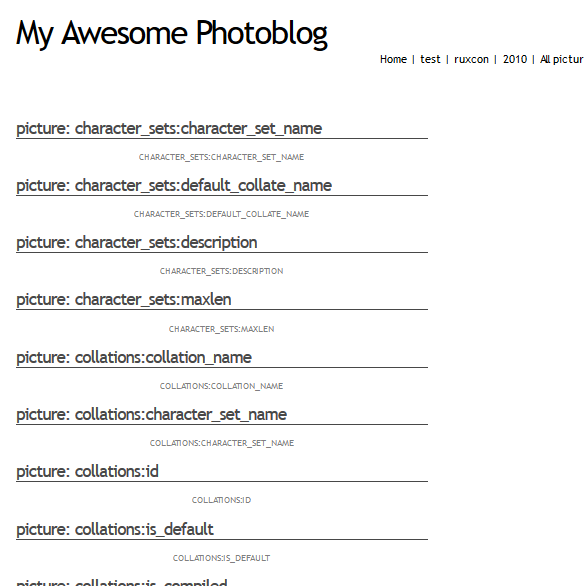 My Awesome Photoblog
Home | test | ruxcon | 2010 | All pictur
picture: character_sets:character_set_name
CHARACTER_SETS:CHARACTER_SET_NAME
picture: character_sets:default_collate_name
CHARACTER_SETS:DEFAULT_COLLATE_NAME
picture: character_sets:description
CHARACTER_SETS:DESCRIPTION
picture: character_sets:maxlen
CHARACTER_SETS:MAXLEN
picture: collations:collation_name
COLLATIONS:COLLATION_NAME
picture: collations:character_set_name
COLLATIONS:CHARACTER_SET_NAME
picture: collations:id
COLLATIONS:ID
picture: collations:is_default
COLLATIONS:IS_DEFAULT
picture: collations:is_compiled